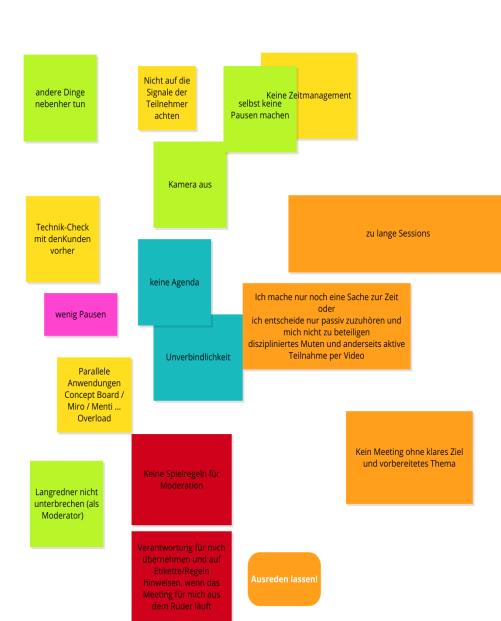 andere Dinge
nebenher tun
Nicht auf die
Signale der
Teilnehmer
achten
selbst keine
Pausen machen
Keine Zeitmanagement
Kamera aus
Technik-Check
mit denKunden
vorher
zu lange Sessions
keine Agenda
wenig Pausen
Ich mache nur noch eine Sache zur Zeit
oder
ich entscheide nur passiv zuzuhören und
mich nicht zu beteiligen
diszipliniertes Muten und anderseits aktive
Teilnahme per Video
Unverbindlichkeit
Parallele
Anwendungen
Concept Board /
Miro / Menti ...
Overload
Kein Meeting ohne klares Ziel
und vorbereitetes Thema
Keine Spielregeln für
Moderation
Langredner nicht
unterbrechen (als
Moderator)
Verantwortung für mich
übernehmen und auf
Etikette/Regeln
hinweisen, wenn das
Meeting für mich aus
dem Ruder läuft
Ausreden lassen!